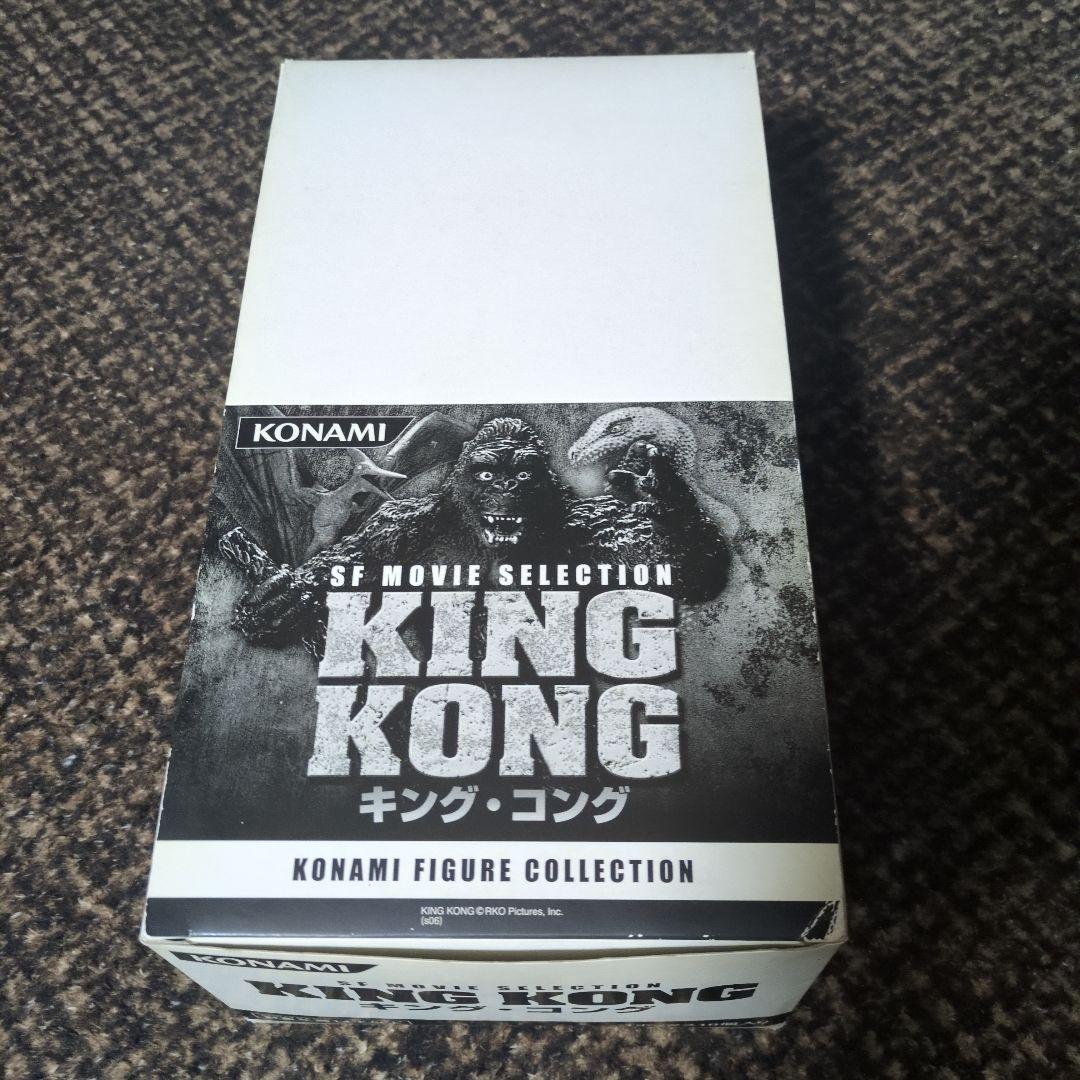 KONAMI
SF MOVIE SELECTION
KING
KONG
キング・コング
KONAMI FIGURE COLLECTION
KING KONG©RKO Pictures, Inc.
(s06)
KONAMI
SF MOVIE SELECTION
KING KONG
キング・コング